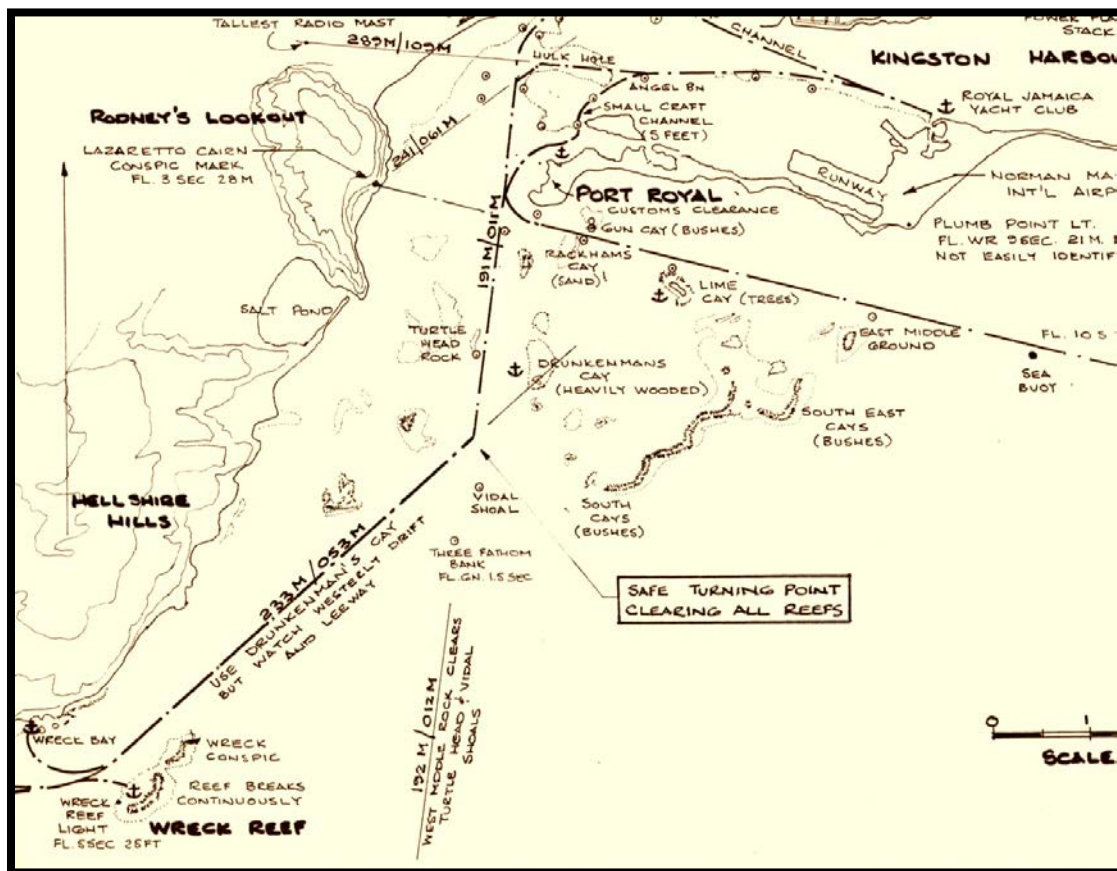 TALLEST RADIO MAST
289M/109M
CHANNEL
STACK
KINGSTON HARBOU
HULK HOLE
ANGEL BN
SMALL CRAFT
CHANNEL
(5 FEET)
ROYAL JAMAICA
YACHT CLUB
RODNEY'S LOOKOUT
LAZARETTO CAIRN
CONSPIC MARK
FL. 3 SEC 28M
241/061M
RUNWAY
NORMAN MA
INT'L AIRP
PORT ROYAL
CUSTOMS CLEARANCE
GUN CAY (BUSHES)
PLUMB POINT LT.
FL. WR 9SEC. 21M.
NOT EASILY IDENTIF
191M/011M
RACKHAMS
CAY
(SAND)
LIME
CAY (TREES)
SALT POND
TURTLE
HEAD
ROCK
EAST MIDDLE
GROUND
FL. 10 S
SEA
BUOY
DRUNKENMANS
CAY
(HEAVILY WOODED)
SOUTH EAST
CAYS
(BUSHES)
HELLSHIRE
HILLS
VIDAL
SHOAL
SOUTH
CAYS
(BUSHES)
THREE FATHOM
BANK
FL. GN. 1.5 SEC
233M/053M
USE DRUNKENMAN'S CAY
BUT WATCH WESTERLY DRIFT
AND LEEWAY
SAFE TURNING POINT
CLEARING ALL REEFS
192M/012M
WEST MIDDLE ROCK CLEARS
TURTLE HEAD & VIDAL
SHOALS
0 1
SCALE
WRECK BAY
WRECK
CONSPIC
REEF BREAKS
CONTINUOUSLY
WRECK
REEF
LIGHT
FL. 5SEC 25FT
WRECK REEF